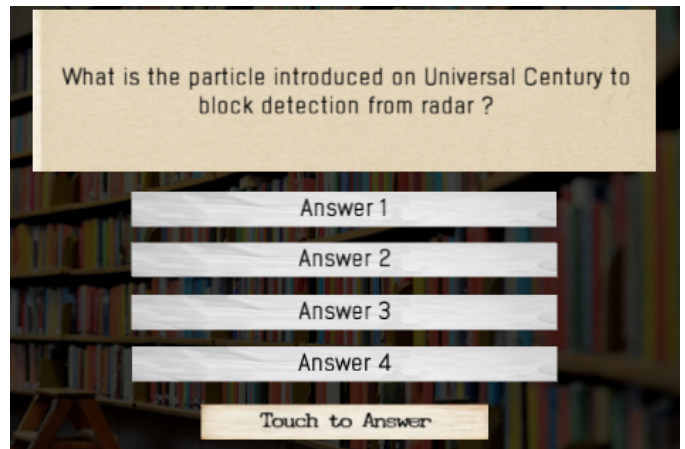 What is the particle introduced on Universal Century to
block detection from radar ?
Answer 1
Answer 2
Answer 3
Answer 4
Touch to Answer